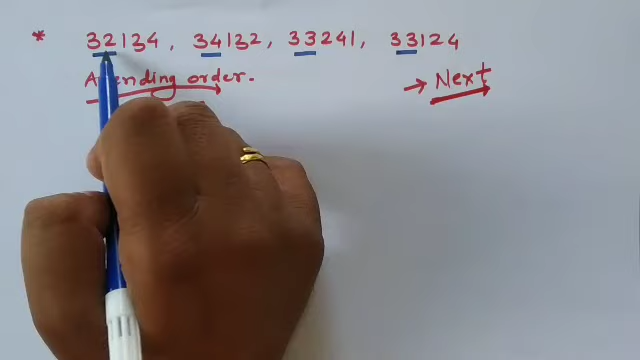 * 32134, 34132, 33241, 33124
order. → Next